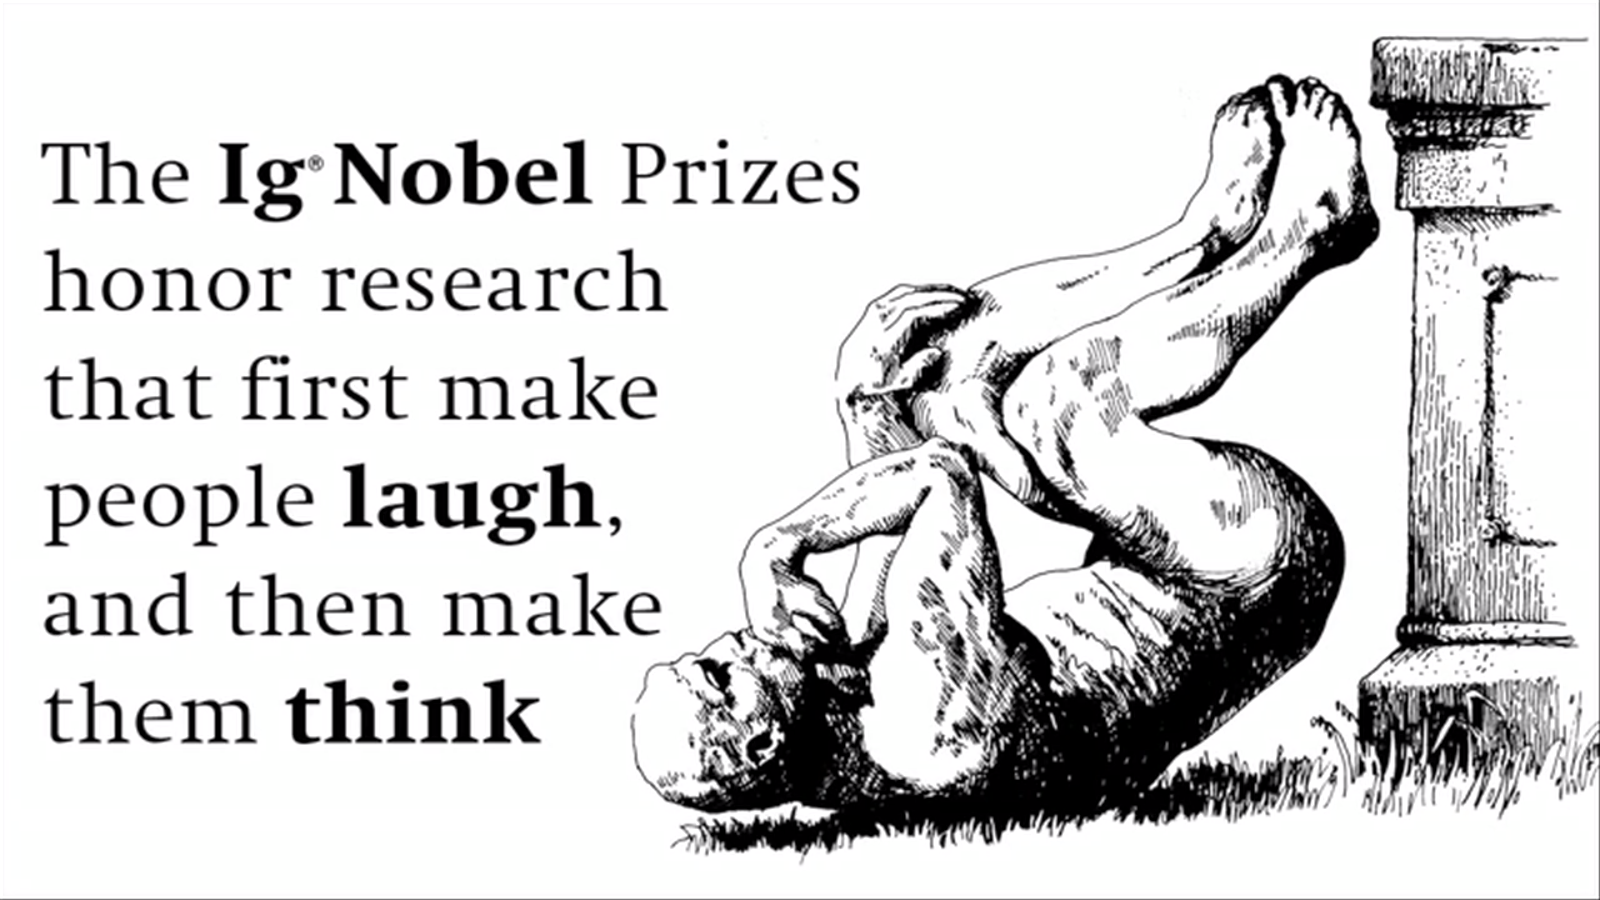 The Ig® Nobel Prizes
honor research
that first make
people laugh,
and then make
them think